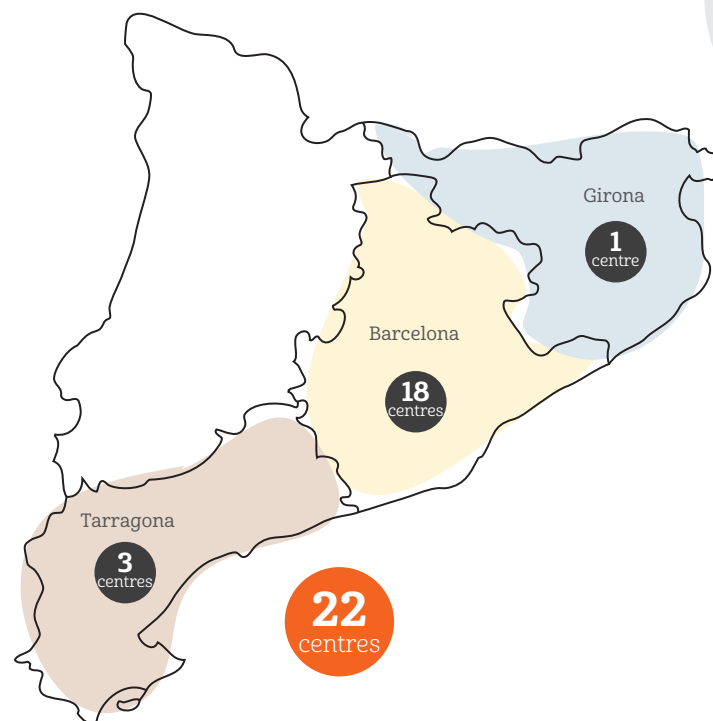 Girona
1
centre
Barcelona
18
centres
Tarragona
3
centres
22
centres